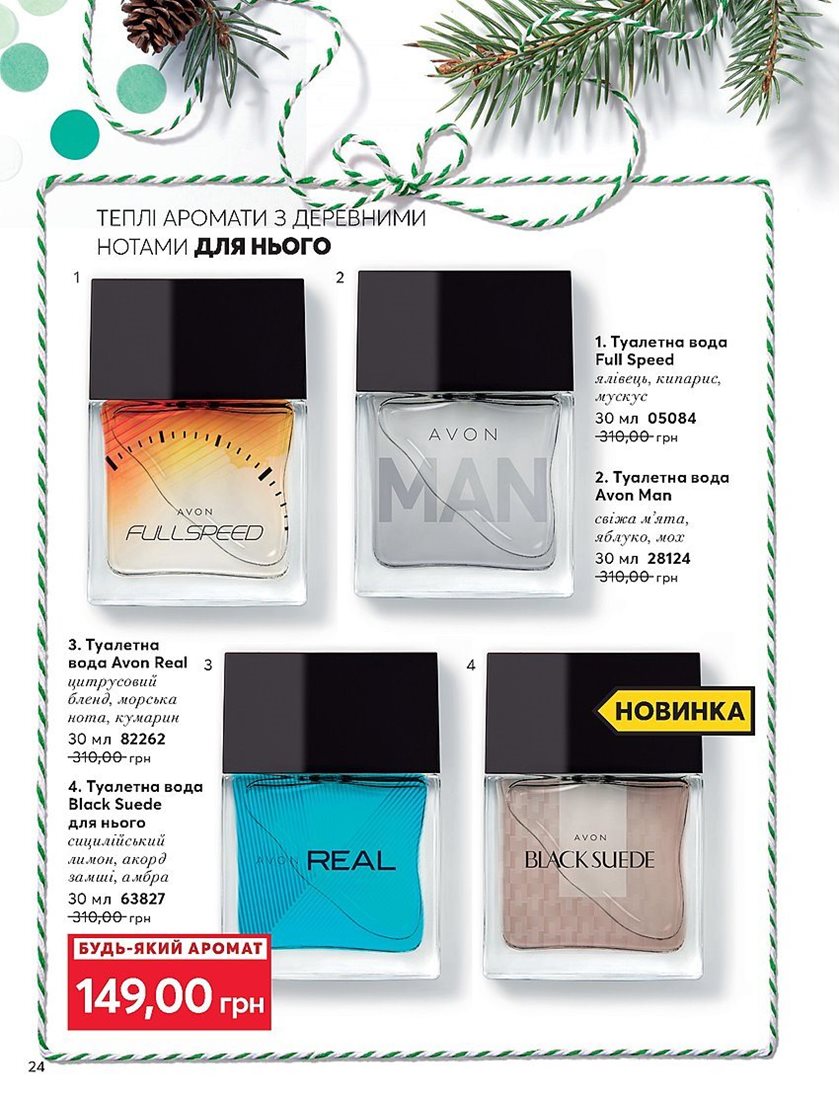 ТЕПЛІ АРОМАТИ З ДЕРЕВНИМИ
НОТАМИ ДЛЯ НЬОГО
1
2
AVON
FULLSPEED
AVON
MAN
1. Туалетна вода
Full Speed
ялівець, кипарис,
мускус
30 мл 05084
310,00 грн
2. Туалетна вода
Avon Man
свіжа м'ята,
яблуко, мох
30 мл 28124
310,00 грн
3. Туалетна
вода Avon Real
цитрусовий
бленд, морська
нота, кумарин
30 мл 82262
310,00 грн
4. Туалетна вода
Black Suede
для нього
сицилійський
лимон, акорд
замші, амбра
30 мл 63827
310,00 грн
3
4
НОВИНКА
AVON REAL
AVON
BLACK SUEDE
БУДЬ-ЯКИЙ АРОМАТ
149,00 грн
24